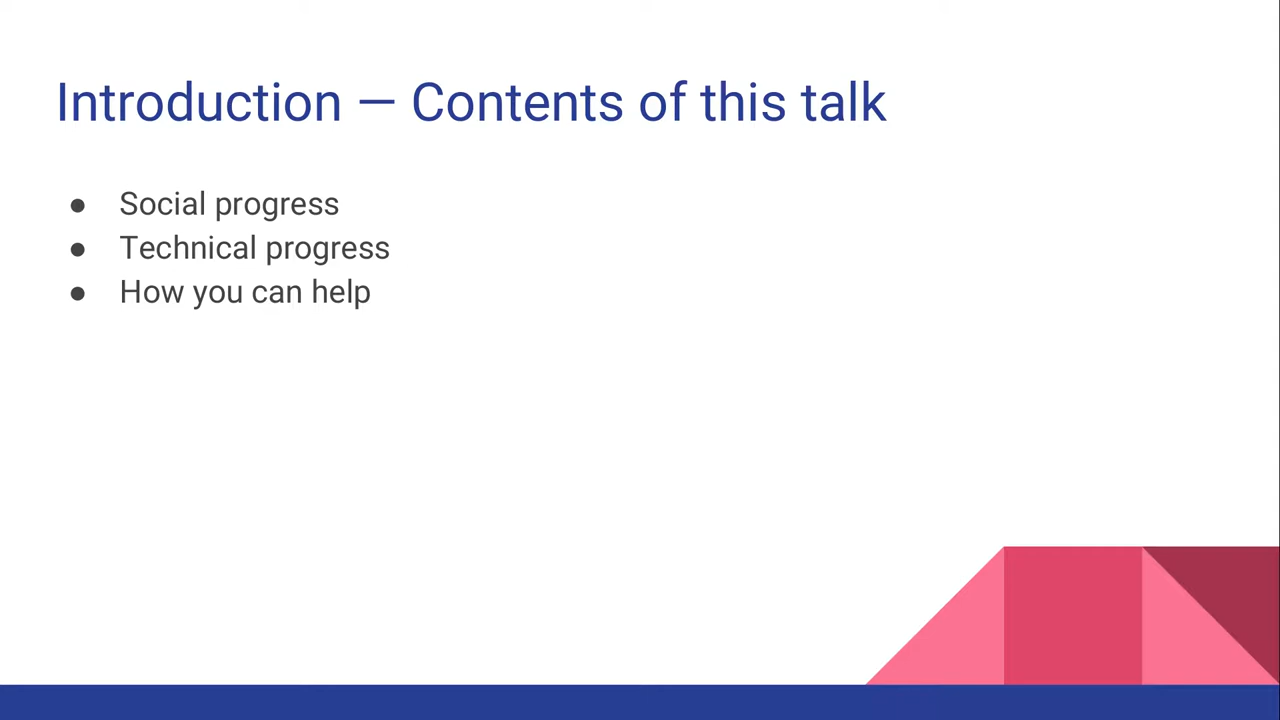 Introduction — Contents of this talk
● Social progress
● Technical progress
● How you can help